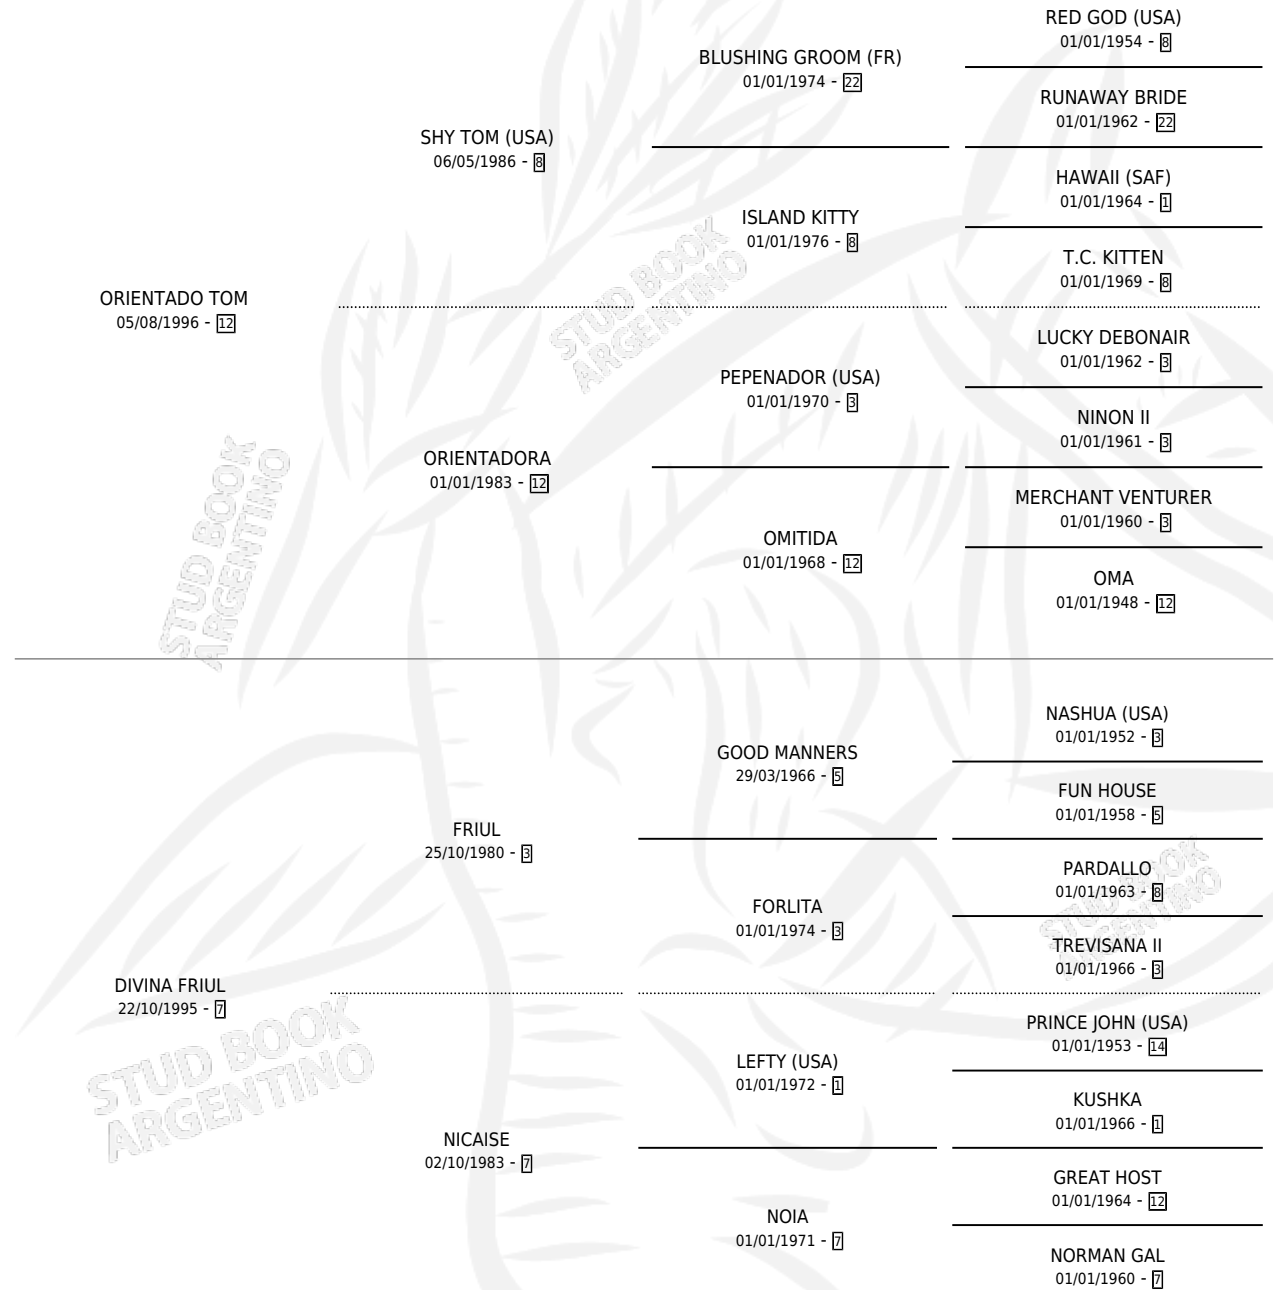 RED GOD (USA)
01/01/1954 - 8
BLUSHING GROOM (FR)
01/01/1974 - 22
RUNAWAY BRIDE
01/01/1962 - 22
SHY TOM (USA)
06/05/1986 - 8
HAWAII (SAF)
01/01/1964 - 1
ISLAND KITTY
01/01/1976 - 8
T.C. KITTEN
01/01/1969 - 8
ORIENTADO TOM
05/08/1996 - 12
LUCKY DEBONAIR
01/01/1962 - 3
PEPENADOR (USA)
01/01/1970 - 3
NINON II
01/01/1961 - 3
ORIENTADORA
01/01/1983 - 12
MERCHANT VENTURER
01/01/1960 - 3
OMITIDA
01/01/1968 - 12
OMA
01/01/1948 - 12
NASHUA (USA)
01/01/1952 - 3
GOOD MANNERS
29/03/1966 - 5
FUN HOUSE
01/01/1958 - 5
FRIUL
25/10/1980 - 3
PARDALLO
01/01/1963 - 8
FORLITA
01/01/1974 - 3
TREVISANA II
01/01/1966 - 3
DIVINA FRIUL
22/10/1995 - 7
PRINCE JOHN (USA)
01/01/1953 - 14
LEFTY (USA)
01/01/1972 - 1
KUSHKA
01/01/1966 - 1
NICAISE
02/10/1983 - 7
GREAT HOST
01/01/1964 - 12
NOIA
01/01/1971 - 7
NORMAN GAL
01/01/1960 - 7
STUD BOOK
ARGENTINO
STUD BOOK
ARGENTINO
STUD BOOK
ARGENTINO
STUD BOOK
ARGENTINO